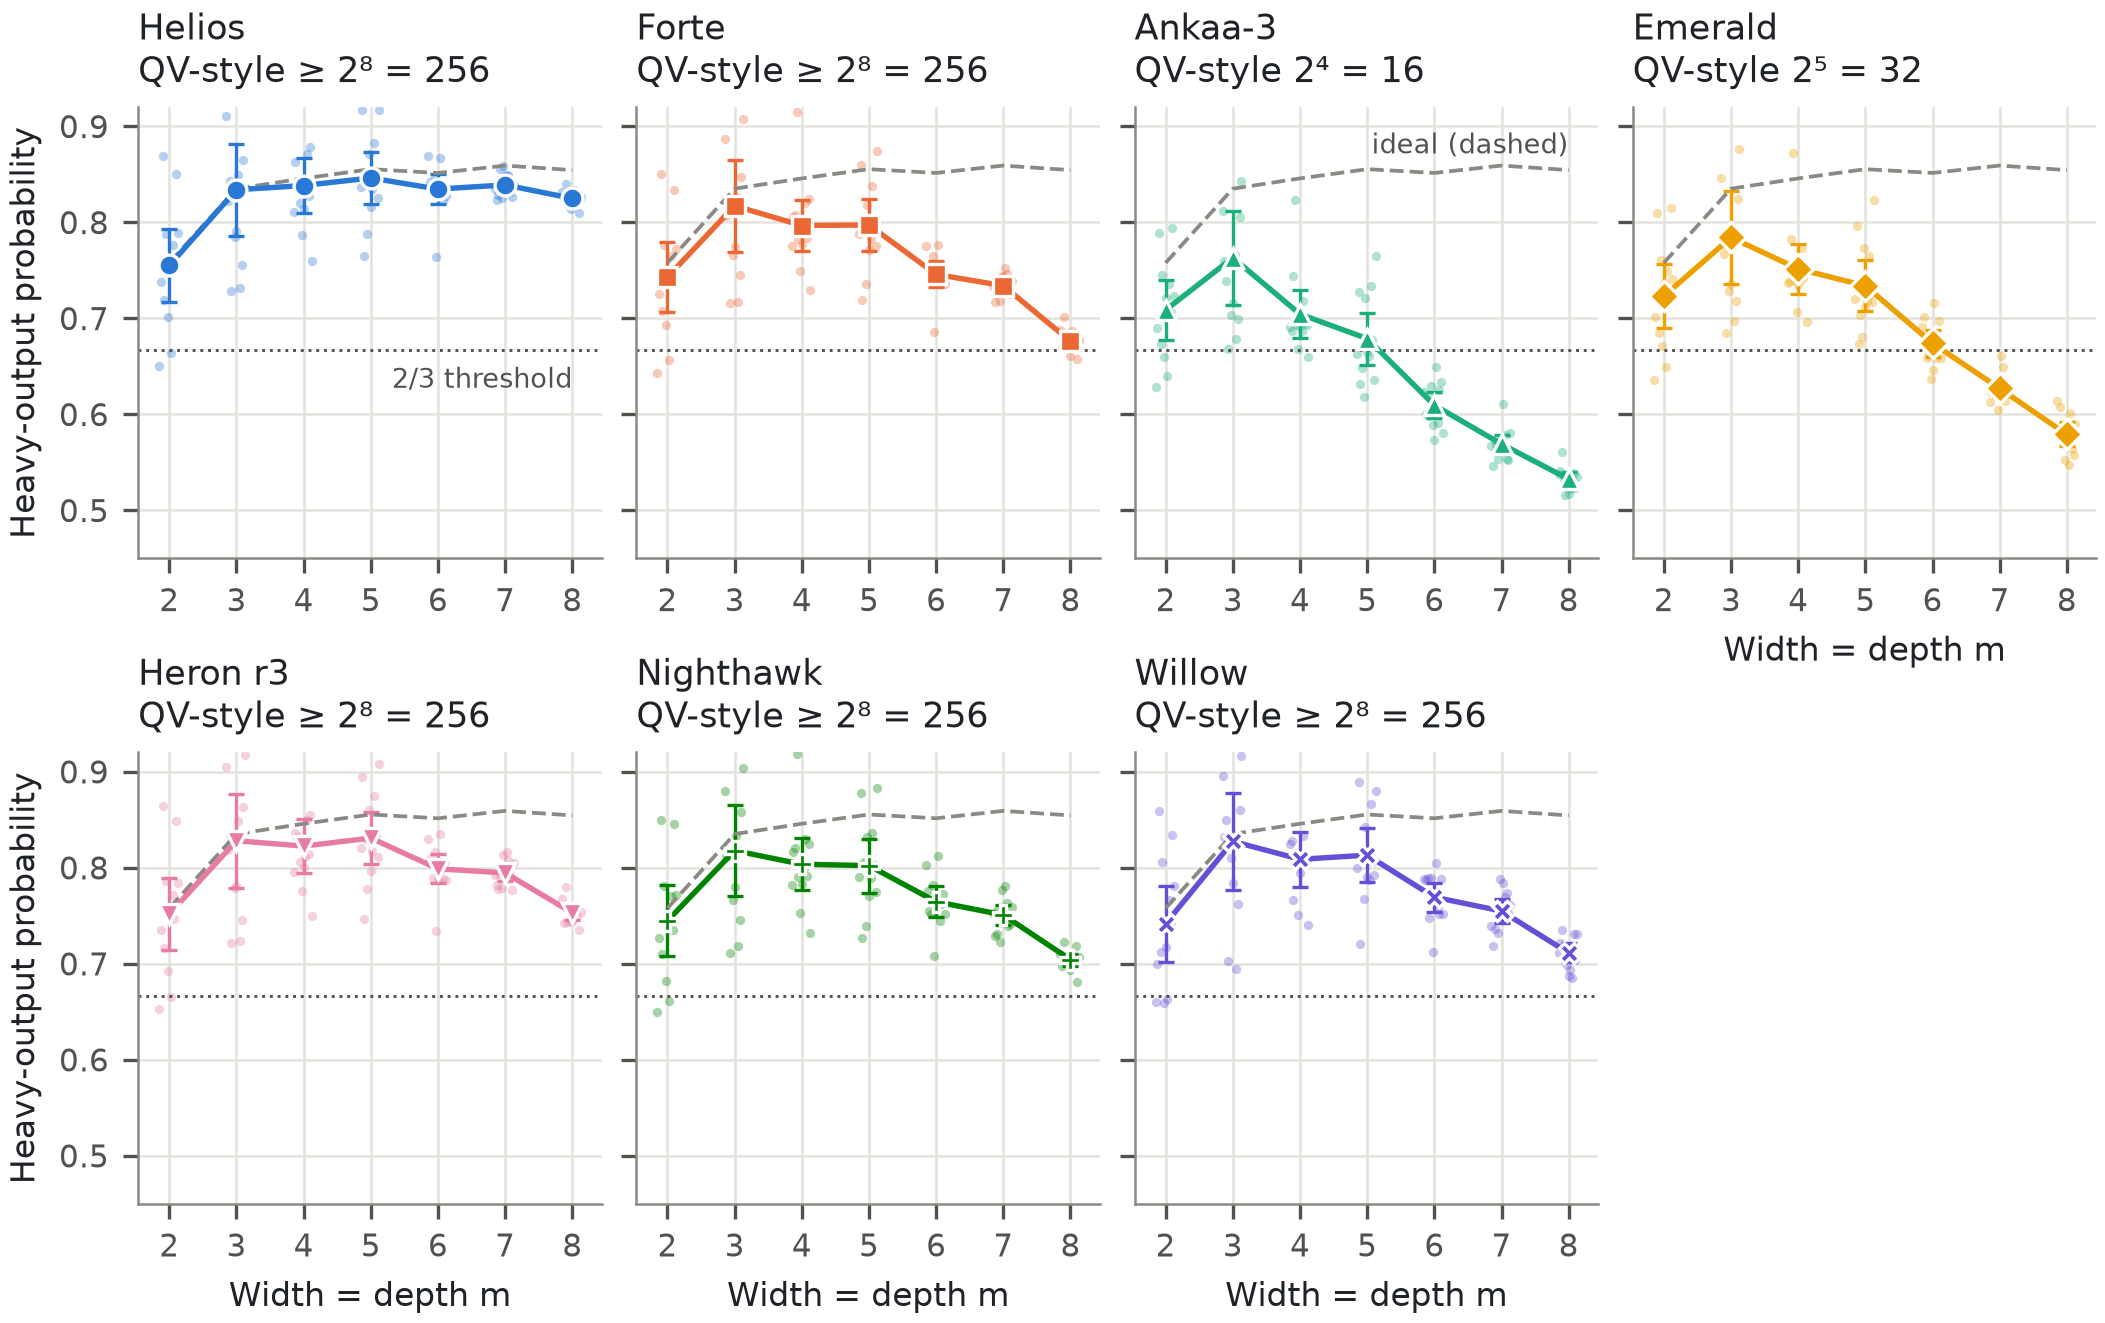 Helios
QV-style ≥ 2⁸ = 256
Forte
QV-style ≥ 2⁸ = 256
Ankaa-3
QV-style 2⁴ = 16
Emerald
QV-style 2⁵ = 32
Heavy-output probability
0.9
0.8
0.7
0.6
0.5
2/3 threshold
ideal (dashed)
2 3 4 5 6 7 8
2 3 4 5 6 7 8
2 3 4 5 6 7 8
2 3 4 5 6 7 8
Width = depth m
Heron r3
QV-style ≥ 2⁸ = 256
Nighthawk
QV-style ≥ 2⁸ = 256
Willow
QV-style ≥ 2⁸ = 256
Heavy-output probability
0.9
0.8
0.7
0.6
0.5
2 3 4 5 6 7 8
2 3 4 5 6 7 8
2 3 4 5 6 7 8
Width = depth m
Width = depth m
Width = depth m